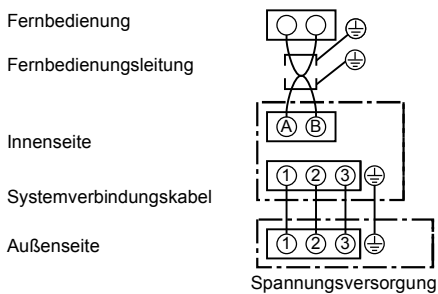 Fernbedienung
Fernbedienungsleitung
A B
Innenseite
1 2 3
Systemverbindungskabel
Außenseite
1 2 3
Spannungsversorgung